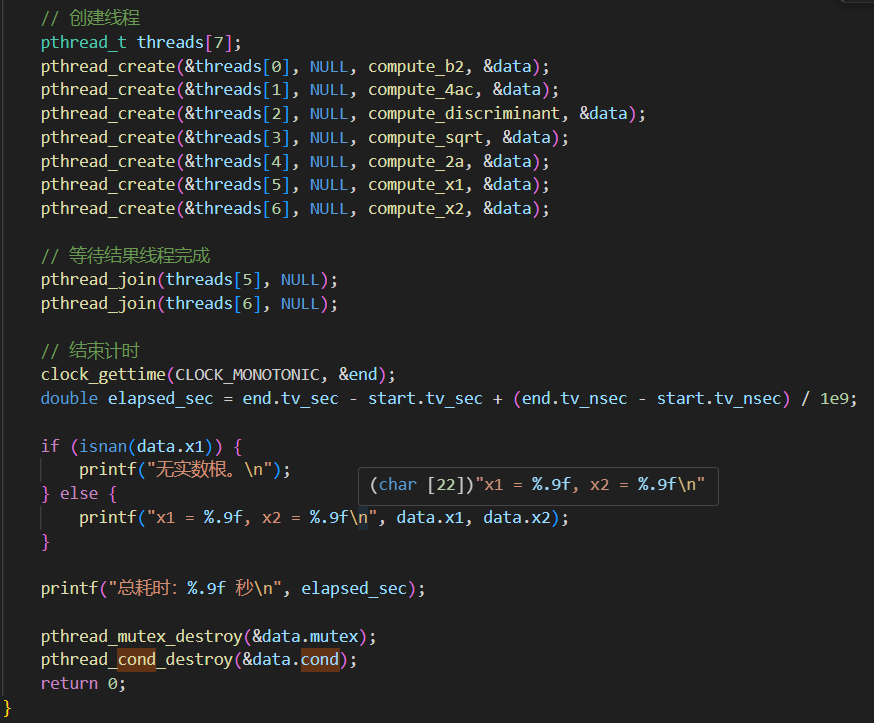 // 创建线程
pthread_t threads[7];
pthread_create(&threads[0], NULL, compute_b2, &data);
pthread_create(&threads[1], NULL, compute_4ac, &data);
pthread_create(&threads[2], NULL, compute_discriminant, &data);
pthread_create(&threads[3], NULL, compute_sqrt, &data);
pthread_create(&threads[4], NULL, compute_2a, &data);
pthread_create(&threads[5], NULL, compute_x1, &data);
pthread_create(&threads[6], NULL, compute_x2, &data);
// 等待结果线程完成
pthread_join(threads[5], NULL);
pthread_join(threads[6], NULL);
// 结束计时
clock_gettime(CLOCK_MONOTONIC, &end);
double elapsed_sec = end.tv_sec - start.tv_sec + (end.tv_nsec - start.tv_nsec) / 1e9;
if (isnan(data.x1)) {
printf("无实数根。\n");
(char [22])"x1 = %.9f, x2 = %.9f\n"
} else {
printf("x1 = %.9f, x2 = %.9f\n", data.x1, data.x2);
}
printf("总耗时: %.9f 秒\n", elapsed_sec);
pthread_mutex_destroy(&data.mutex);
pthread_cond_destroy(&data.cond);
return 0;
}